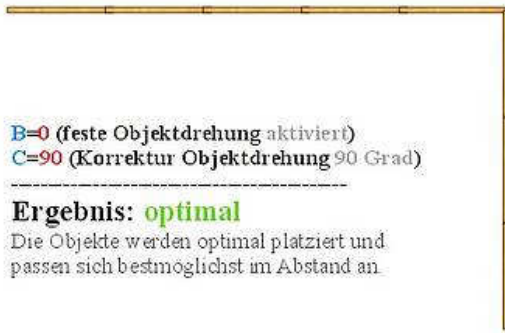 B=0 (feste Objektdrehung aktiviert)
C=90 (Korrektur Objektdrehung 90 Grad)
----------------------------------------
Ergebnis: optimal
Die Objekte werden optimal platziert und
passen sich bestmöglichst im Abstand an